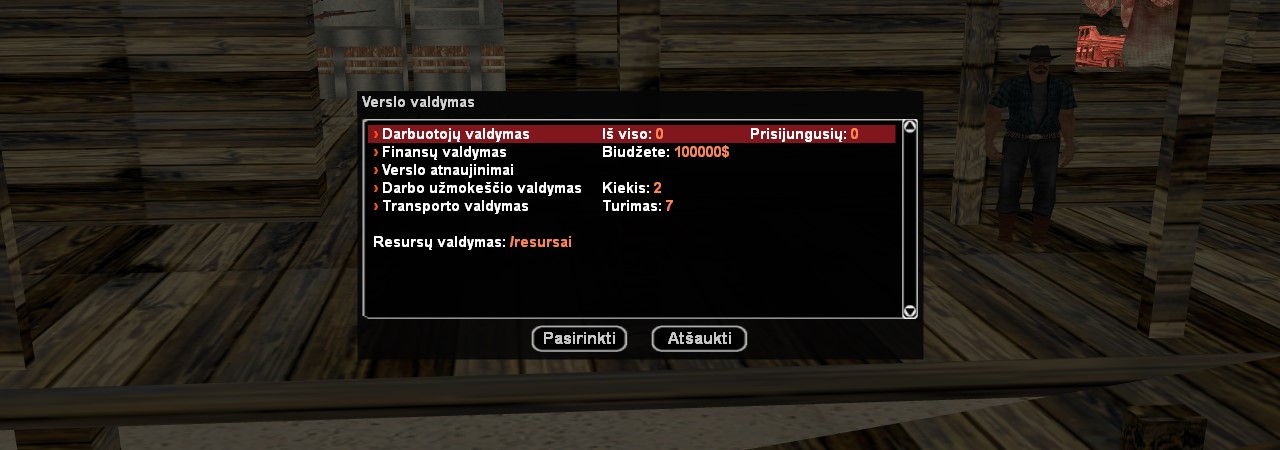 Verslo valdymas
› Darbuotojų valdymas Iš viso: 0 Prisijungusių: 0
› Finansų valdymas Biudžete: 100000$
› Verslo atnaujinimai
› Darbo užmokeščio valdymas Kiekis: 2
› Transporto valdymas Turimas: 7
Resursų valdymas: /resursai
Pasirinkti Atšaukti